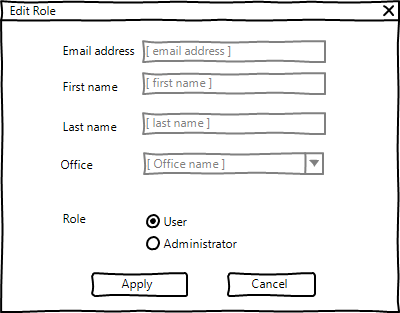 Edit Role
Email address [ email address ]
First name [ first name ]
Last name [ last name ]
Office [ Office name ]
Role User
Administrator
Apply Cancel